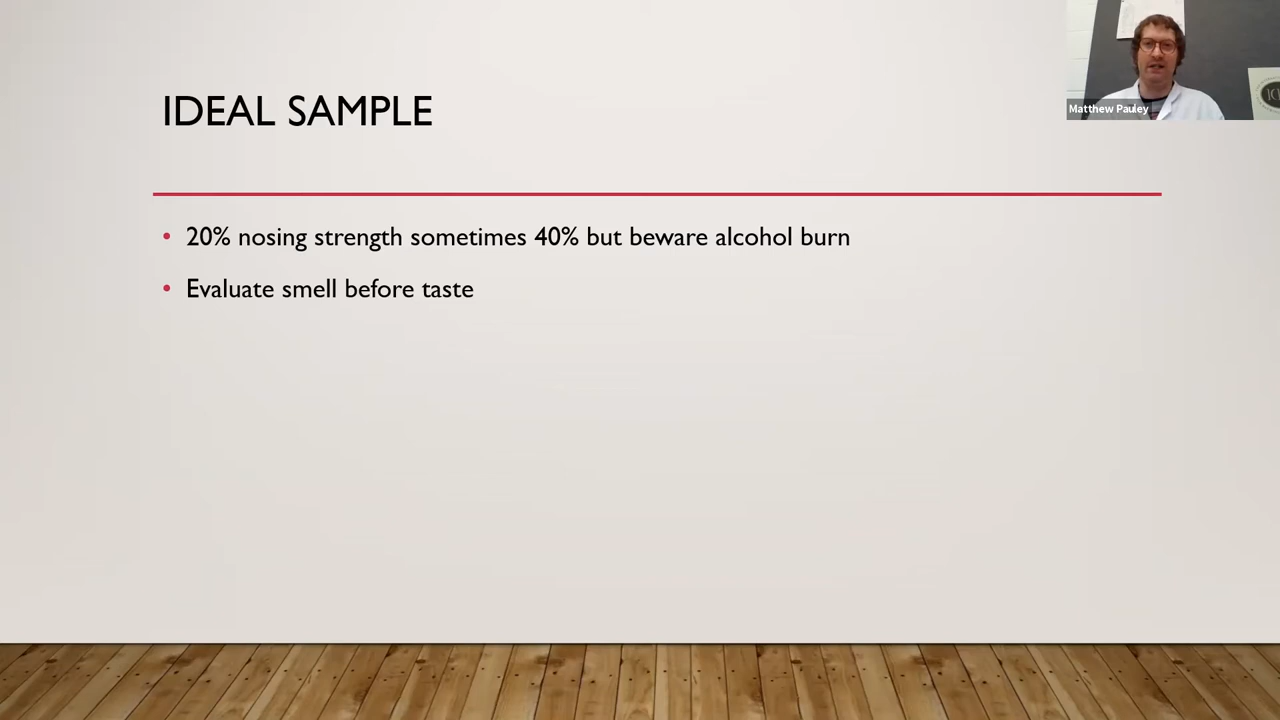 IDEAL SAMPLE
Matthew Pauley
• 20% nosing strength sometimes 40% but beware alcohol burn
• Evaluate smell before taste